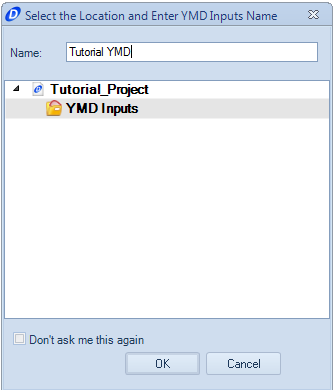 Select the Location and Enter YMD Inputs Name
Name: Tutorial YMD
Tutorial_Project
YMD Inputs
Don't ask me this again
OK Cancel